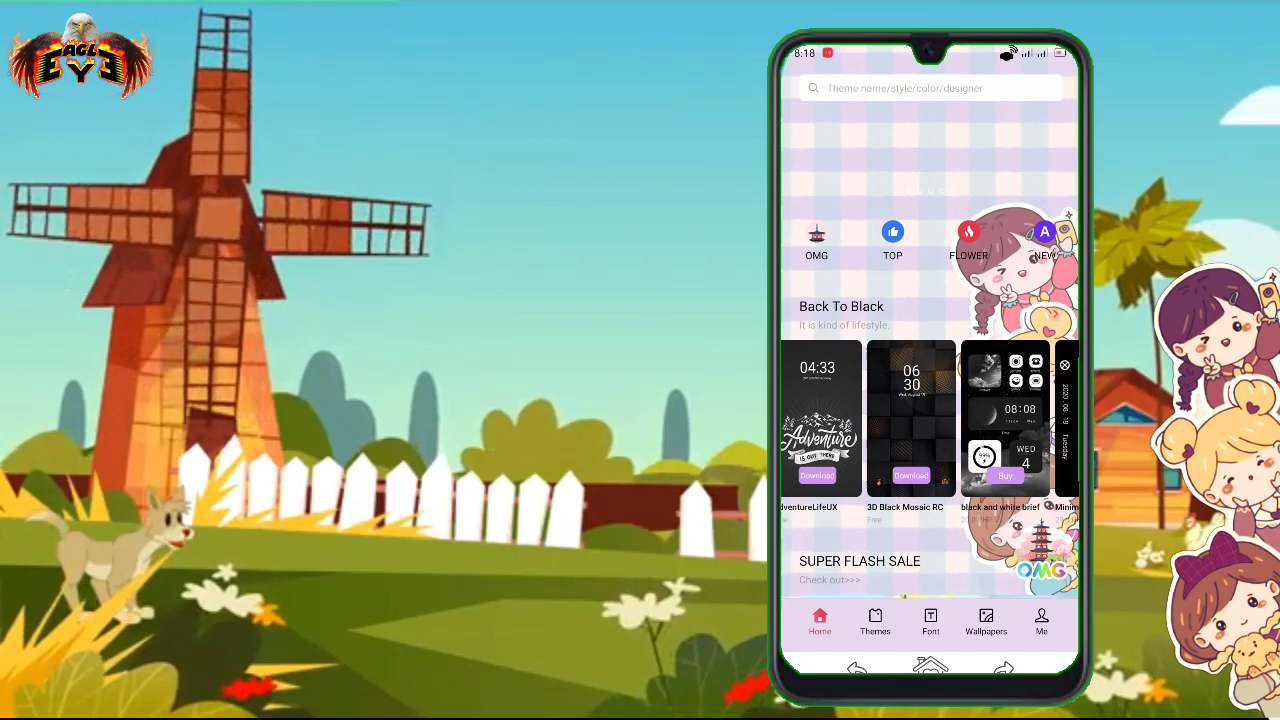 EAGLE
EYE
8:18
Theme name/style/color/designer
OMG
TOP
FLOWER
A
NEW
Back To Black
It is kind of lifestyle.
04:33
Adventure
IS OUT THERE
Download
06
30
Download
08:08
99%
WED
4
Buy
2020.08.19 Tuesday
dventureLifeUX
3D Black Mosaic RC
Free
black and white brief
Minim
SUPER FLASH SALE
Check out>>>
OMG
Home
Themes
Font
Wallpapers
Me